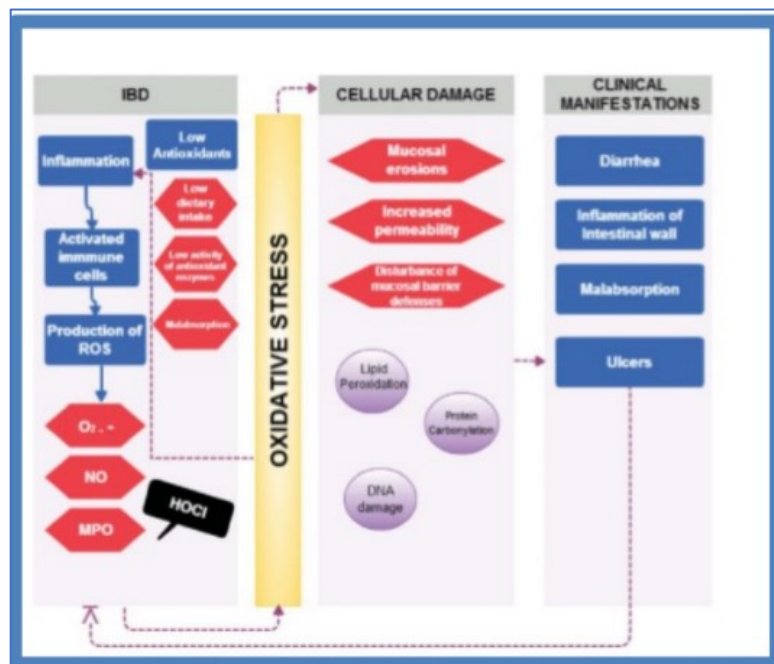 IBD
Inflammation
Activated
immmune
cells
Production of
ROS
O₂ . -
NO
MPO
HOCl
Low
Antioxidants
Low
dietary
intake
Low activity
of antioxidant
enzymes
Malabsorption
OXIDATIVE STRESS
CELLULAR DAMAGE
Mucosal
erosions
Increased
permeability
Disturbance of
mucosal barrier
defenses
Lipid
Peroxidation
Protein
Carbonylation
DNA
damage
CLINICAL
MANIFESTATIONS
Diarrhea
Inflammation of
Intestinal wall
Malabsorption
Ulcers